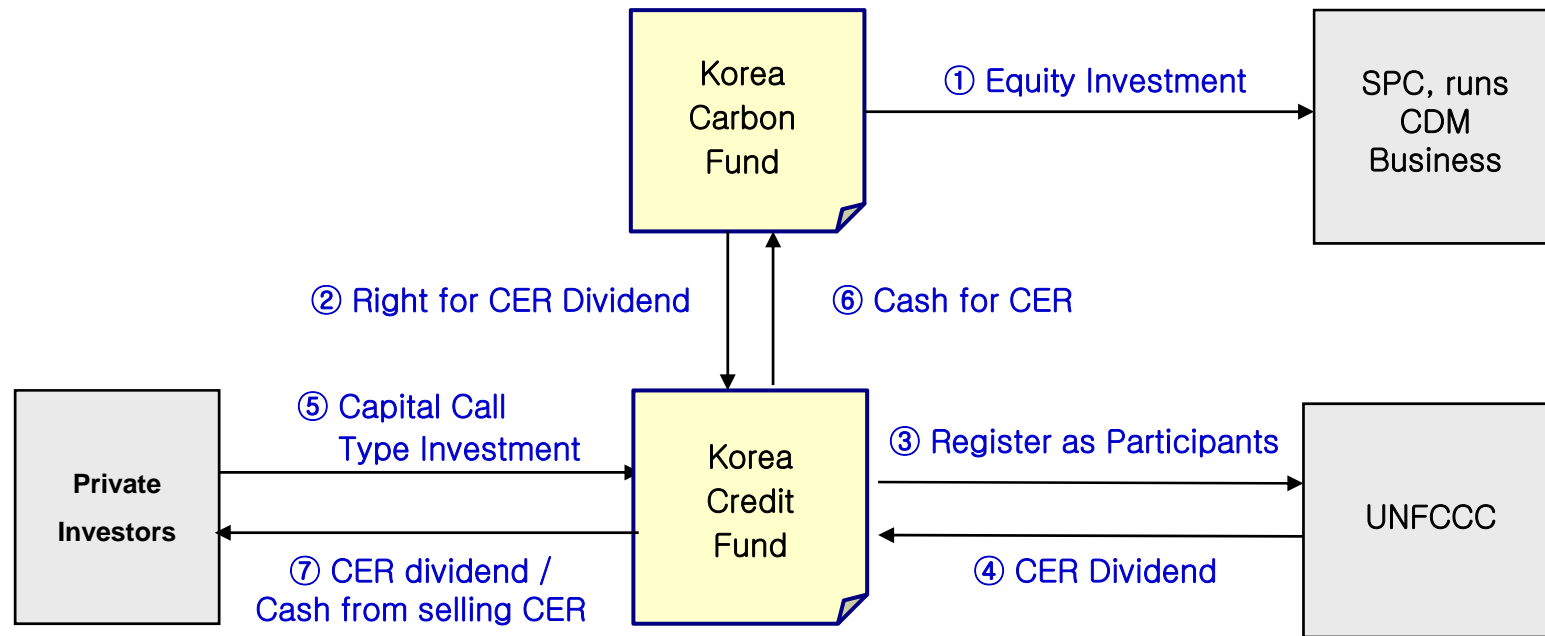 Korea
Carbon
Fund
① Equity Investment
SPC, runs
CDM
Business
② Right for CER Dividend
⑥ Cash for CER
⑤ Capital Call
Type Investment
Private
Investors
Korea
Credit
Fund
③ Register as Participants
UNFCCC
④ CER Dividend
⑦ CER dividend /
Cash from selling CER